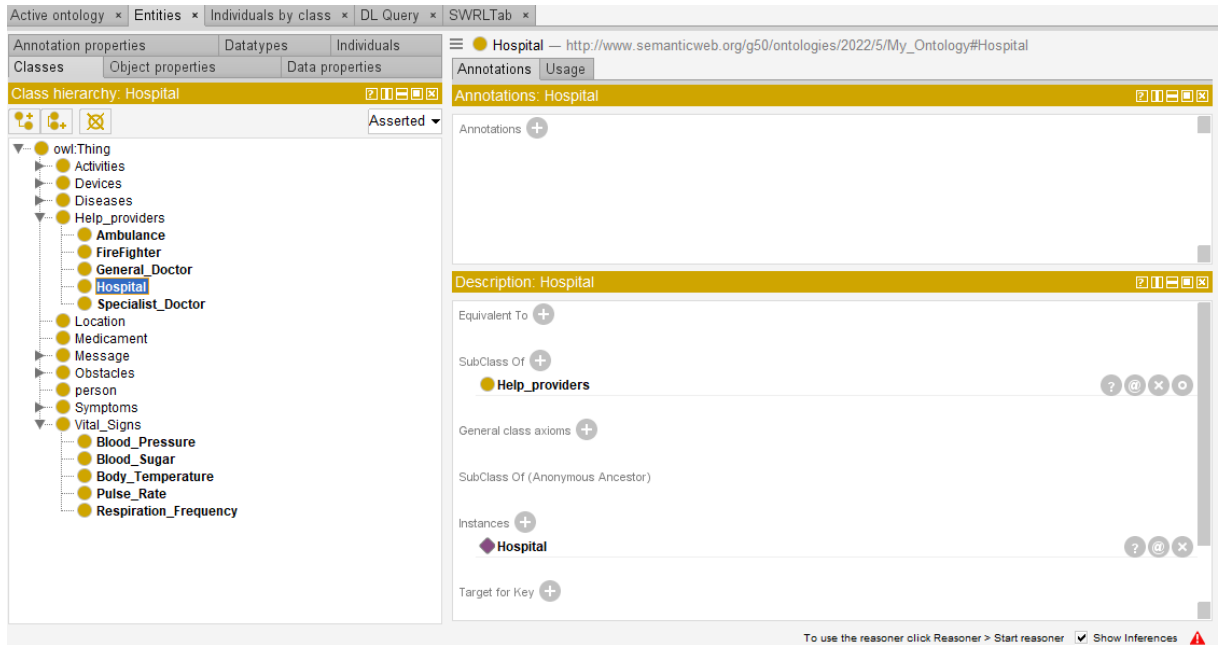 Active ontology × Entities × Individuals by class × DL Query × SWRLTab ×
Annotation properties Datatypes Individuals
Classes Object properties Data properties
Class hierarchy: Hospital
Asserted
owl:Thing
Activities
Devices
Diseases
Help_providers
Ambulance
FireFighter
General_Doctor
Hospital
Specialist_Doctor
Location
Medicament
Message
Obstacles
person
Symptoms
Vital_Signs
Blood_Pressure
Blood_Sugar
Body_Temperature
Pulse_Rate
Respiration_Frequency
Hospital — http://www.semanticweb.org/g50/ontologies/2022/5/My_Ontology#Hospital
Annotations Usage
Annotations: Hospital
Annotations
Description: Hospital
Equivalent To
SubClass Of
Help_providers
General class axioms
SubClass Of (Anonymous Ancestor)
Instances
Hospital
Target for Key
To use the reasoner click Reasoner > Start reasoner Show Inferences